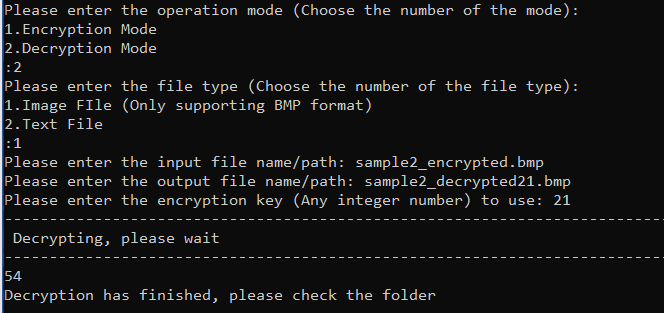 Please enter the operation mode (Choose the number of the mode):
1.Encryption Mode
2.Decryption Mode
:2
Please enter the file type (Choose the number of the file type):
1.Image FIle (Only supporting BMP format)
2.Text File
:1
Please enter the input file name/path: sample2_encrypted.bmp
Please enter the output file name/path: sample2_decrypted21.bmp
Please enter the encryption key (Any integer number) to use: 21
--------------------------------------------------------------------------
 Decrypting, please wait
--------------------------------------------------------------------------
54
Decryption has finished, please check the folder